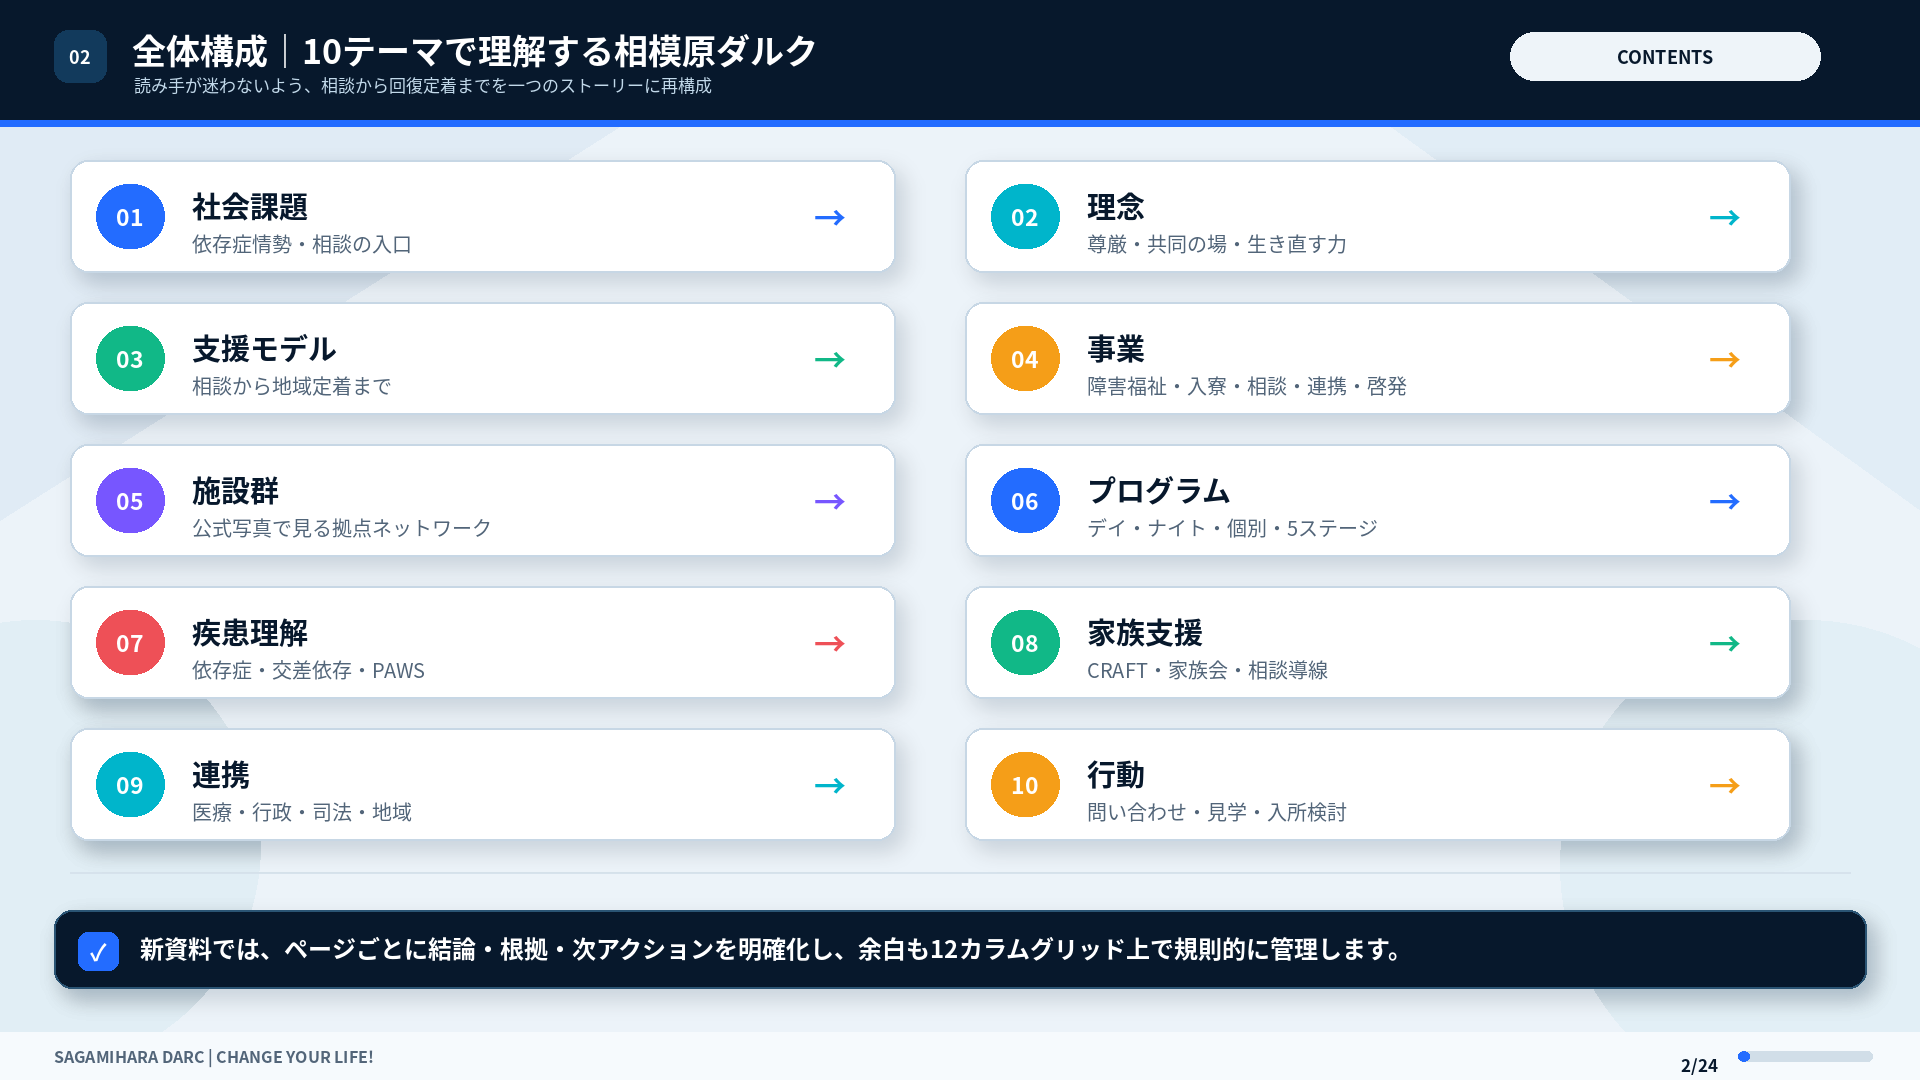 02
全体構成｜10テーマで理解する相模原ダルク
読み手が迷わないよう、相談から回復定着までを一つのストーリーに再構成
CONTENTS
01
社会課題
依存症情勢・相談の入口
→
02
理念
尊厳・共同の場・生き直す力
→
03
支援モデル
相談から地域定着まで
→
04
事業
障害福祉・入寮・相談・連携・啓発
→
05
施設群
公式写真で見る拠点ネットワーク
→
06
プログラム
デイ・ナイト・個別・5ステージ
→
07
疾患理解
依存症・交差依存・PAWS
→
08
家族支援
CRAFT・家族会・相談導線
→
09
連携
医療・行政・司法・地域
→
10
行動
問い合わせ・見学・入所検討
→
✓ 新資料では、ページごとに結論・根拠・次アクションを明確化し、余白も12カラムグリッド上で規則的に管理します。
SAGAMIHARA DARC | CHANGE YOUR LIFE!
2/24